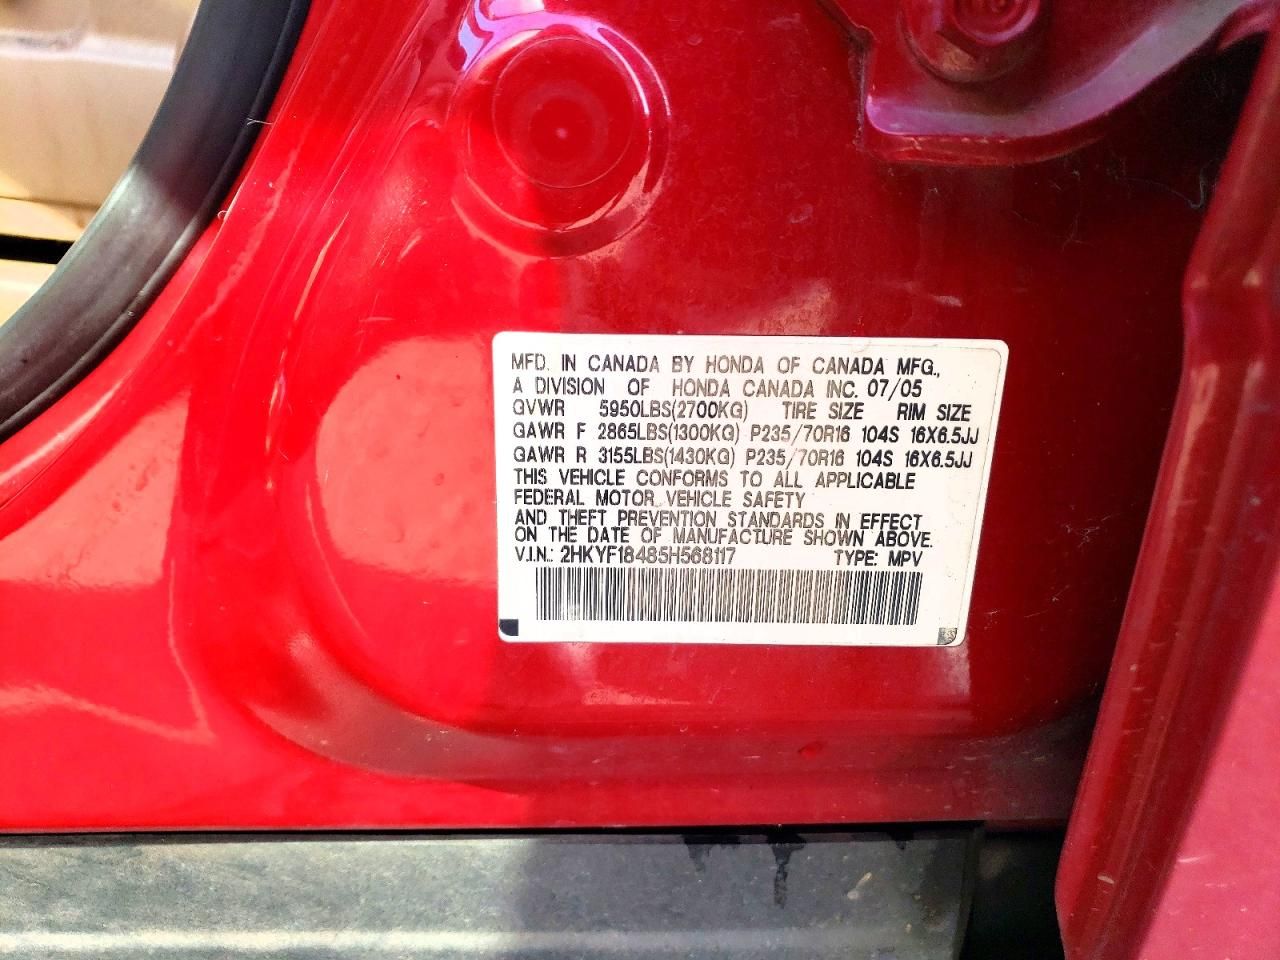 MFD. IN CANADA BY HONDA OF CANADA MFG.,
A DIVISION OF HONDA CANADA INC. 07/05
GVWR 5950LBS(2700KG) TIRE SIZE RIM SIZE
GAWR F 2865LBS(1300KG) P235/70R16 104S 16X6.5JJ
GAWR R 3155LBS(1430KG) P235/70R16 104S 16X6.5JJ
THIS VEHICLE CONFORMS TO ALL APPLICABLE
FEDERAL MOTOR VEHICLE SAFETY
AND THEFT PREVENTION STANDARDS IN EFFECT
ON THE DATE OF MANUFACTURE SHOWN ABOVE.
V.I.N.: 2HKYF18485H568117 TYPE: MPV